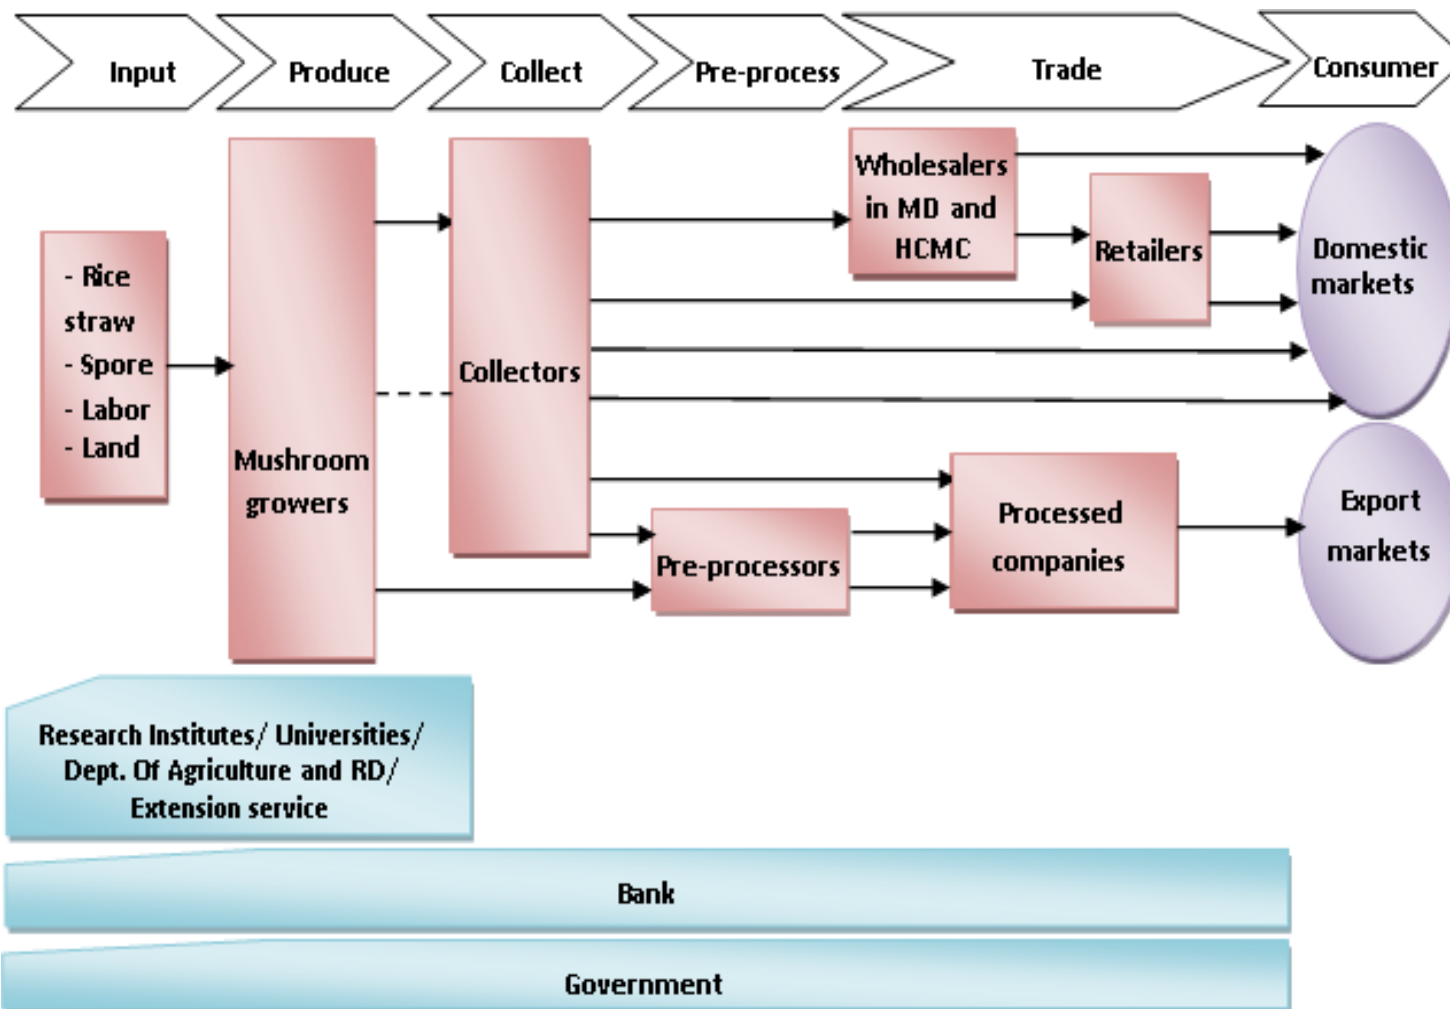 Input
Produce
Collect
Pre-process
Trade
Consumer
- Rice
straw
- Spore
- Labor
- Land
Mushroom
growers
Collectors
Wholesalers
in MD and
HCMC
Retailers
Domestic
markets
Pre-processors
Processed
companies
Export
markets
Research Institutes/ Universities/
Dept. Of Agriculture and RD/
Extension service
Bank
Government